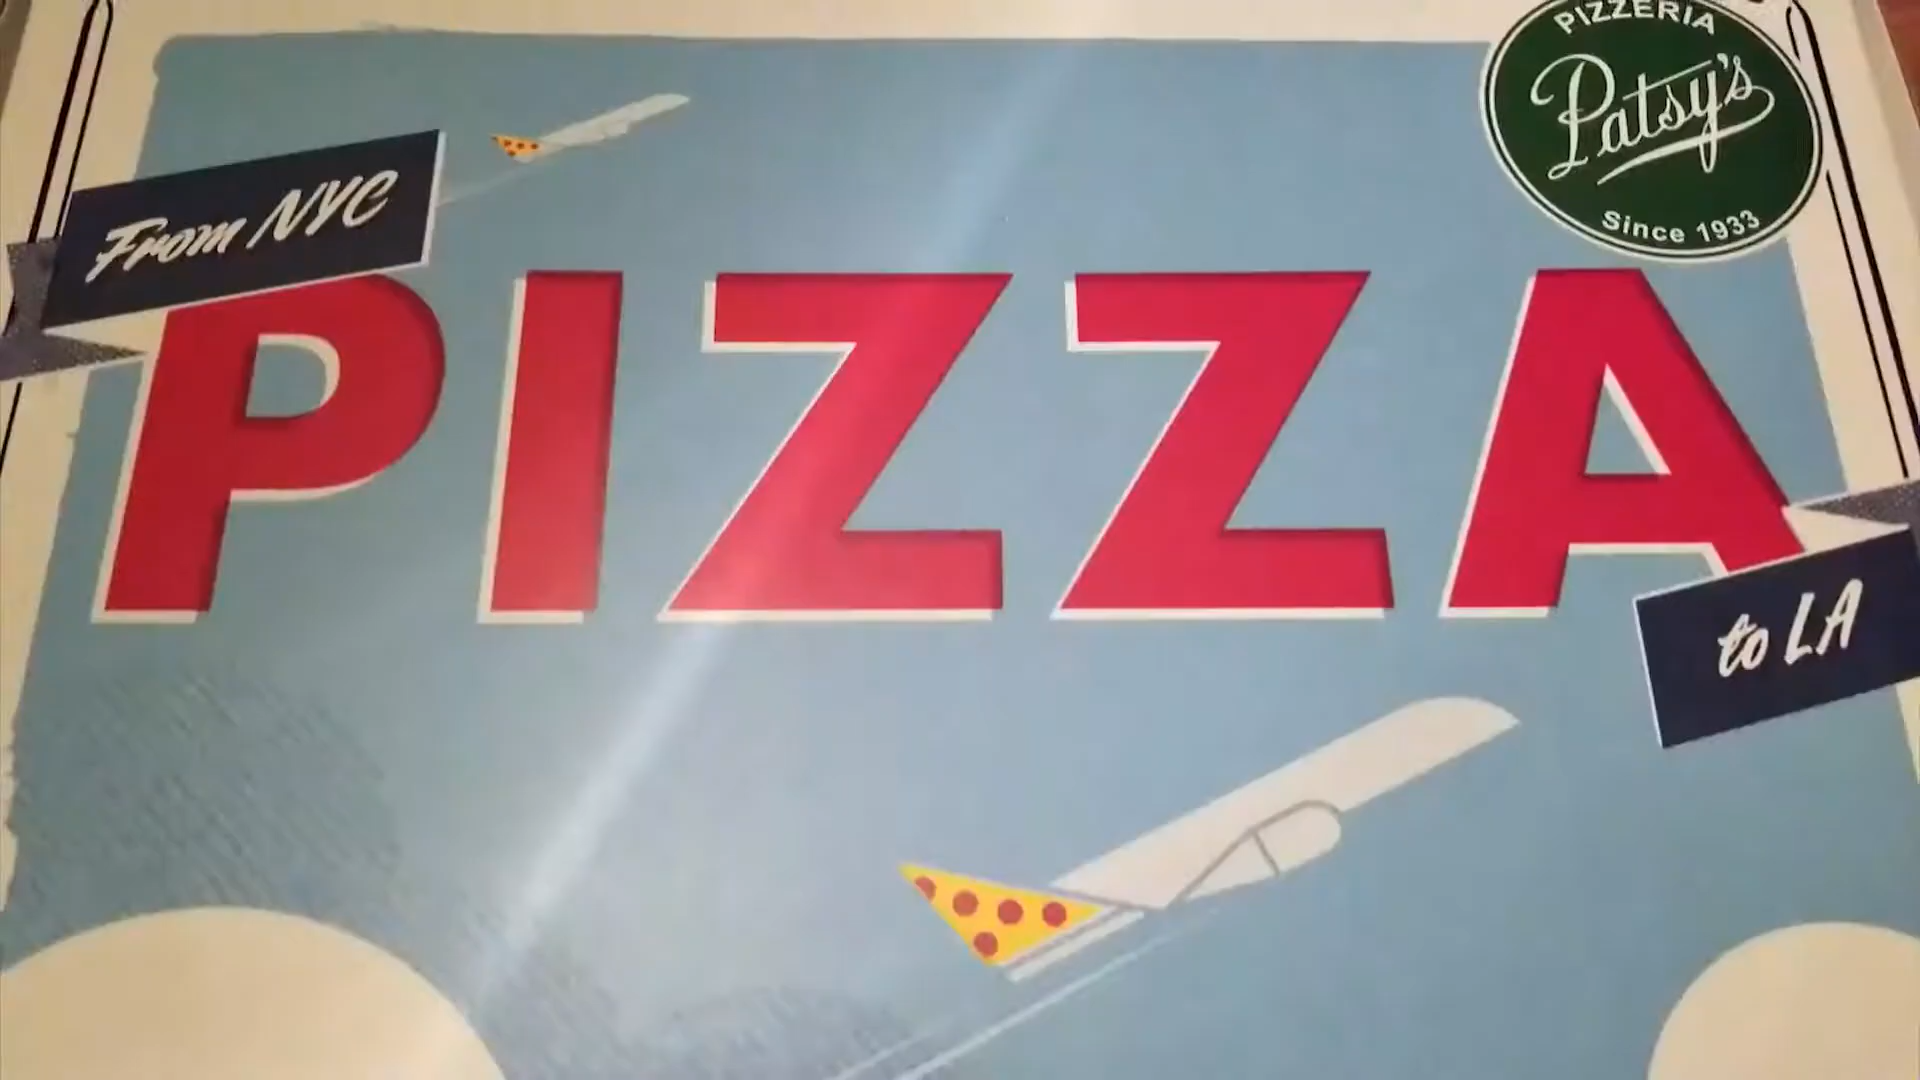 PIZZERIA
Patsy's
Since 1933
From NYC
PIZZA
to LA